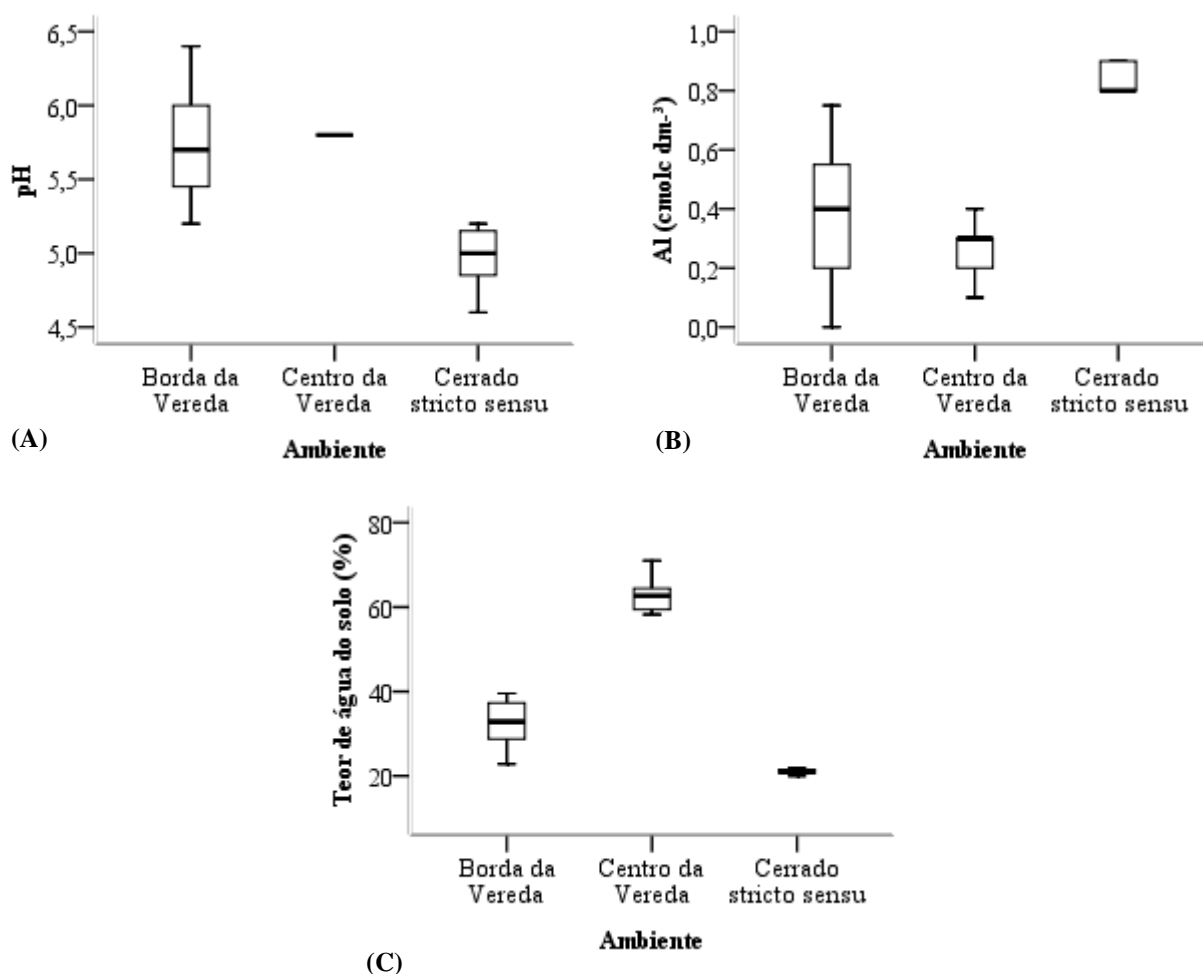 pH
6,5
6,0
5,5
5,0
4,5
Borda da
Vereda
Centro da
Vereda
Cerrado
stricto sensu
Ambiente
(A)
Al (cmolc dm-³)
1,0
0,8
0,6
0,4
0,2
0,0
Borda da
Vereda
Centro da
Vereda
Cerrado
stricto sensu
Ambiente
(B)
Teor de água do solo (%)
80
60
40
20
Borda da
Vereda
Centro da
Vereda
Cerrado
stricto sensu
Ambiente
(C)